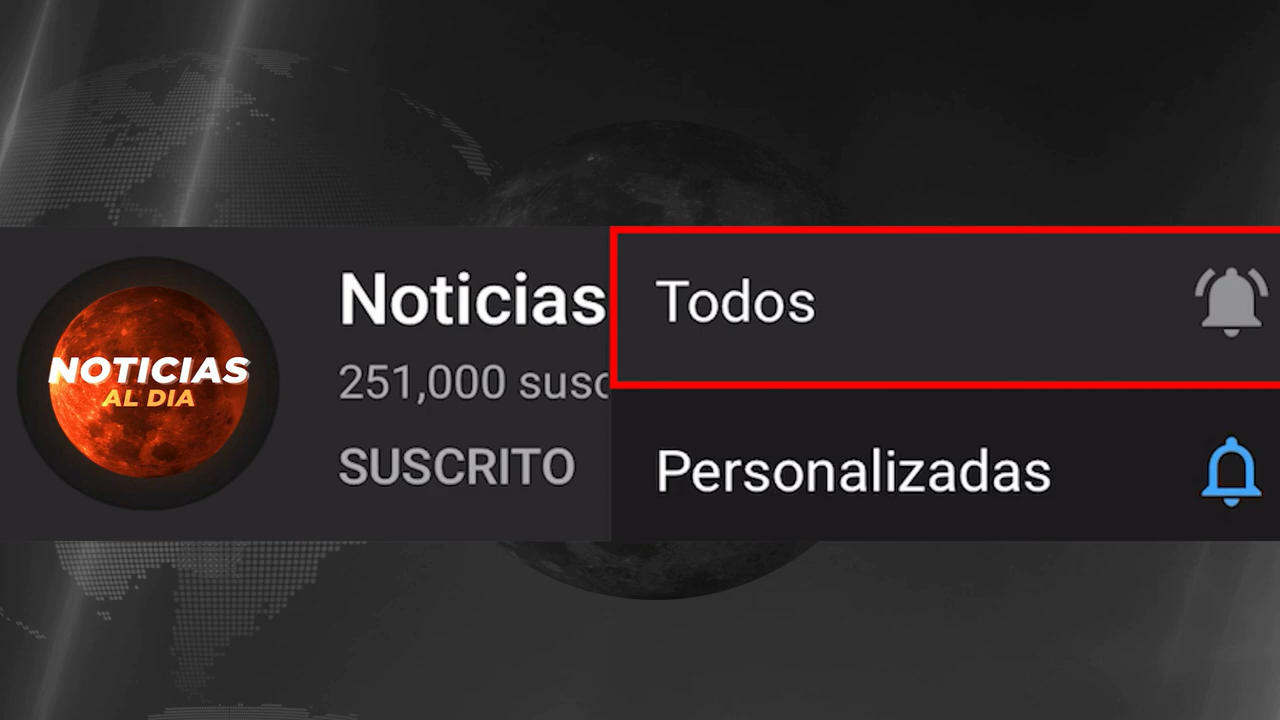 NOTICIAS
AL DIA
Noticias
251,000 susc
SUSCRITO
Todos
Personalizadas